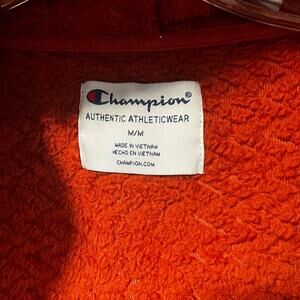 Champion®
AUTHENTIC ATHLETICWEAR
M/M
MADE IN VIETNAM
HECHO EN VIETNAM
CHAMPION.COM